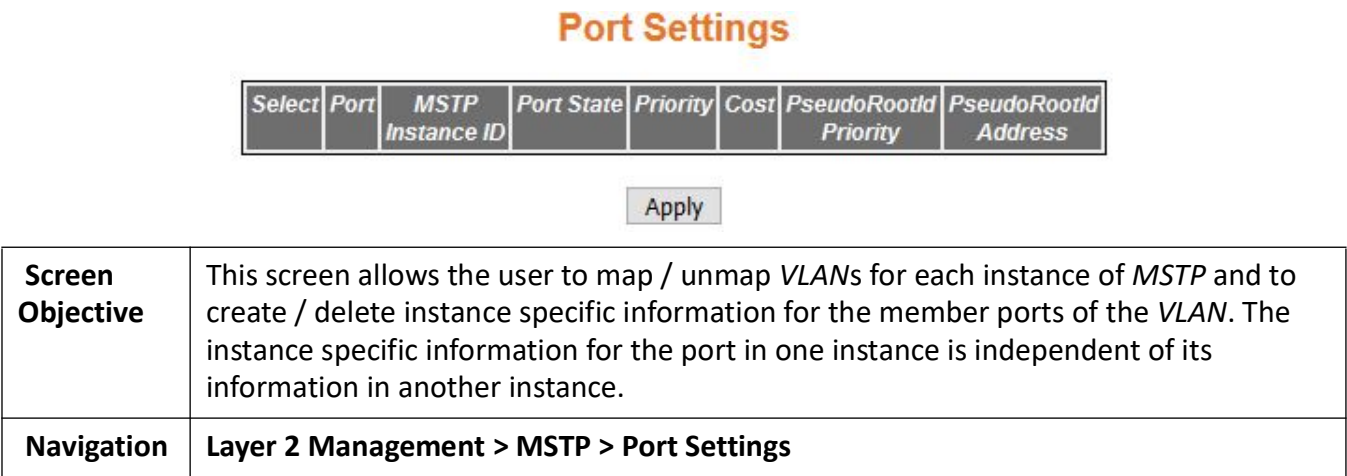 Port Settings
Select Port MSTP Instance ID Port State Priority Cost PseudoRootId Priority PseudoRootId Address
Apply
Screen Objective
This screen allows the user to map / unmap VLANs for each instance of MSTP and to
create / delete instance specific information for the member ports of the VLAN. The
instance specific information for the port in one instance is independent of its
information in another instance.
Navigation Layer 2 Management > MSTP > Port Settings